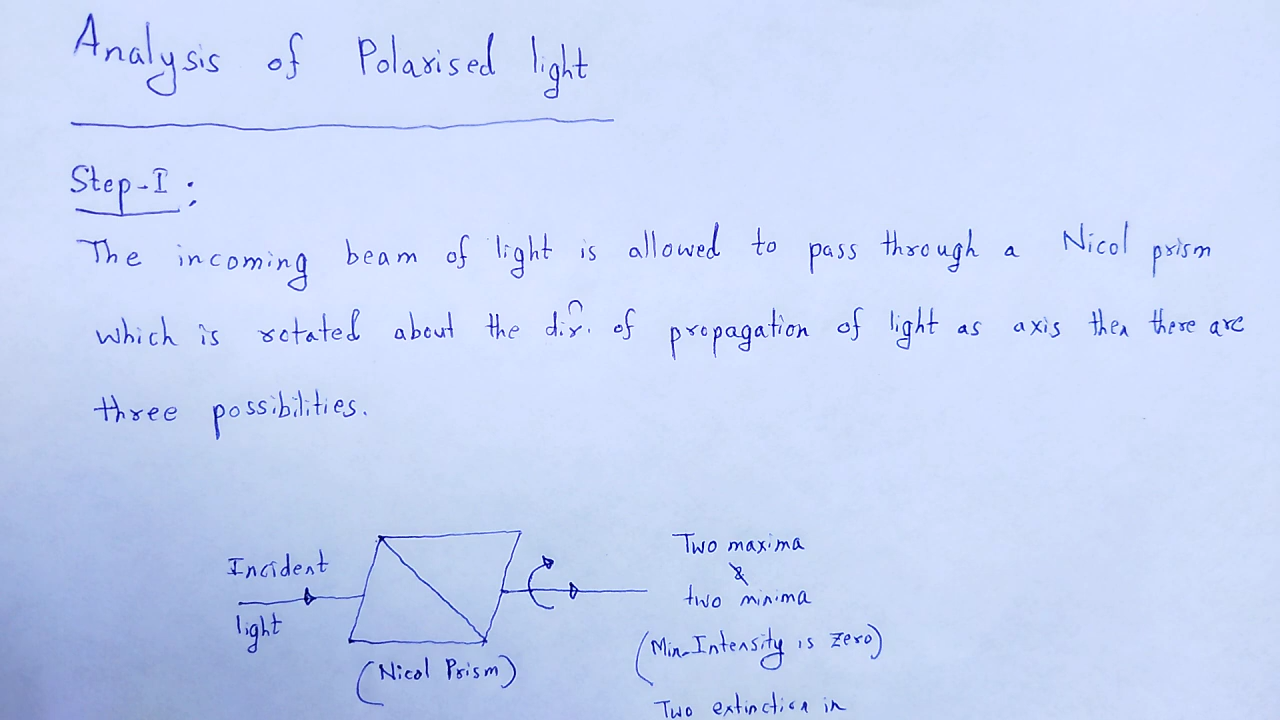 Analysis of Polarised light
Step-I :
The incoming beam of light is allowed to pass through a Nicol prism
which is rotated about the dirⁿ. of propagation of light as axis then there are
three possibilities.
Incident
light
(Nicol Prism)
Two maxima
&
two minima
(Min-Intensity is zero)
Two extinction in